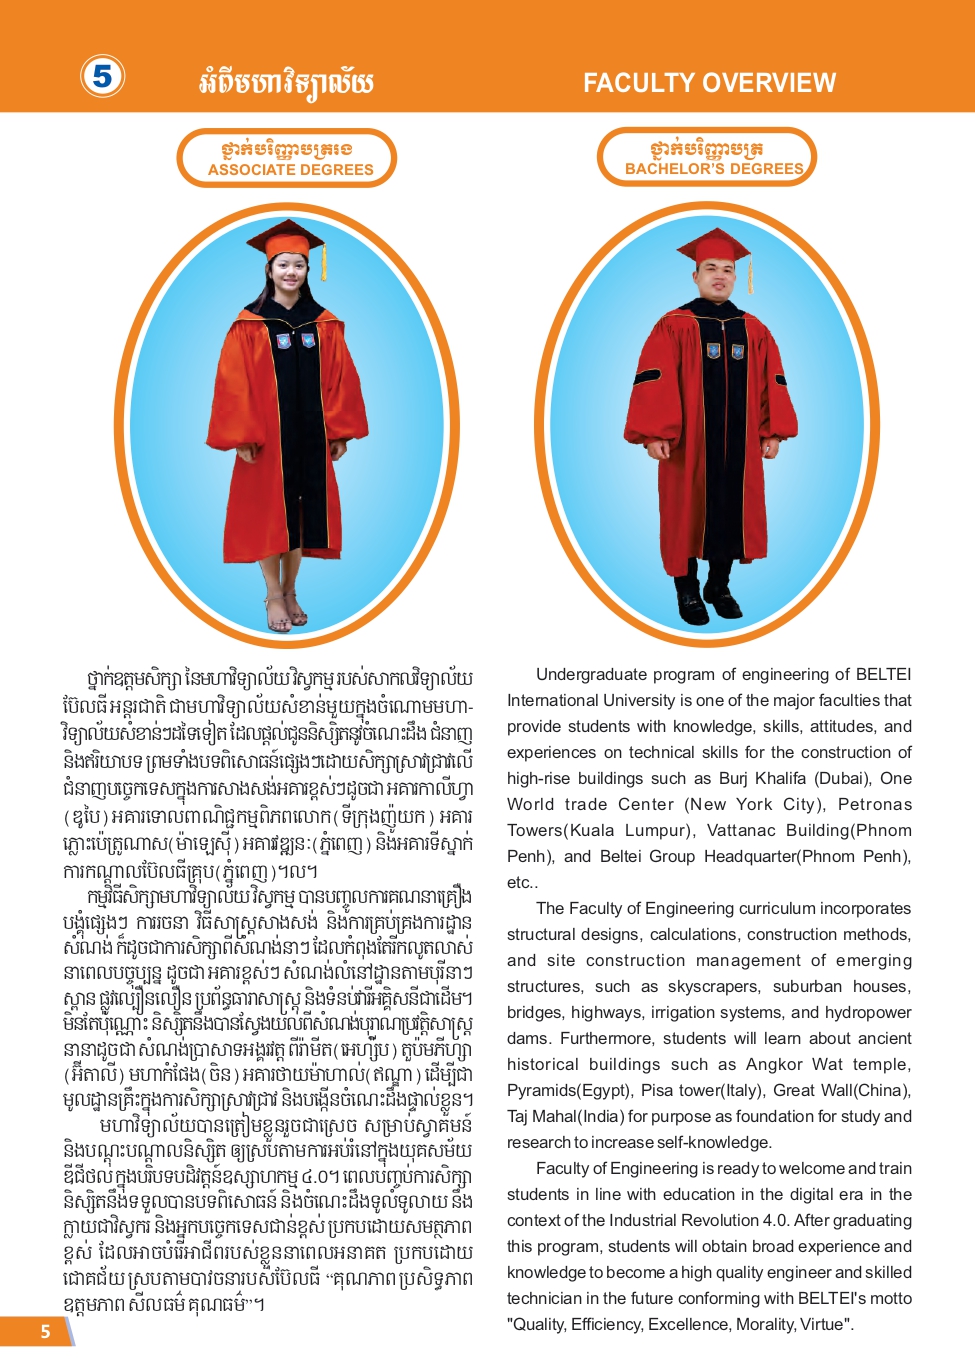 5
អំពីមហាវិទ្យាល័យ
FACULTY OVERVIEW
ថ្នាក់បរិញ្ញាបត្ររង
ASSOCIATE DEGREES
ថ្នាក់បរិញ្ញាបត្រ
BACHELOR'S DEGREES
ថ្នាក់ឧត្តមសិក្សា នៃមហាវិទ្យាល័យ វិស្វកម្ម របស់សាកលវិទ្យាល័យ
ប៊ែលធី អន្តរជាតិ ជាមហាវិទ្យាល័យសំខាន់មួយក្នុងចំណោមមហា-
វិទ្យាល័យសំខាន់ៗដទៃទៀត ដែលផ្តល់ជូននិស្សិតនូវចំណេះដឹង ជំនាញ
និងឥរិយាបទ ព្រមទាំងបទពិសោធន៍ផ្សេងៗដោយសិក្សាស្រាវជ្រាវលើ
ជំនាញបច្ចេកទេសក្នុងការសាងសង់អគារខ្ពស់ៗដូចជា អគារកាលីហ្វា
(ឌូបៃ) អគារទោលពាណិជ្ជកម្មពិភពលោក(ទីក្រុងញ៉ូយក) អគារ
ភ្លោះប៉េត្រូណាស(ម៉ាឡេស៊ី) អគារវឌ្ឍនៈ(ភ្នំពេញ) និងអគារទីស្នាក់
ការកណ្តាលប៊ែលធីគ្រុប(ភ្នំពេញ)។ល។
កម្មវិធីសិក្សាមហាវិទ្យាល័យ វិស្វកម្ម បានបញ្ចូលការគណនាគ្រឿង
បង្គុំផ្សេងៗ ការរចនា វិធីសាស្ត្រសាងសង់ និងការគ្រប់គ្រងការដ្ឋាន
សំណង់ ក៏ដូចជាការសិក្សាពីសំណង់នានា ដែលកំពុងតែរីកលូតលាស់
នាពេលបច្ចុប្បន្ន ដូចជា អគារខ្ពស់ៗ សំណង់លំនៅដ្ឋានតាមបុរីនានា
ស្ពាន ផ្លូវល្បឿនលឿន ប្រព័ន្ធធារាសាស្ត្រ និងទំនប់វារីអគ្គិសនីជាដើម។
មិនតែប៉ុណ្ណោះ និស្សិតនឹងបានស្វែងយល់ពីសំណង់បុរាណប្រវត្តិសាស្ត្រ
នានាដូចជា សំណង់ប្រាសាទអង្គរវត្ត ពីរ៉ាមីត(អេហ្ស៊ីប) តួប៉មភីហ្សា
(អ៊ីតាលី) មហាកំផែង(ចិន) អគារថាយម៉ាហាល់(ឥណ្ឌា) ដើម្បីជា
មូលដ្ឋានគ្រឹះក្នុងការសិក្សាស្រាវជ្រាវ និងបង្កើនចំណេះដឹងផ្ទាល់ខ្លួន។
មហាវិទ្យាល័យបានត្រៀមខ្លួនរួចជាស្រេច សម្រាប់ស្វាគមន៍
និងបណ្តុះបណ្តាលនិស្សិត ឲ្យស្របតាមការអប់រំនៅក្នុងយុគសម័យ
ឌីជីថល ក្នុងបរិបទបដិវត្តន៍ឧស្សាហកម្ម ៤.០។ ពេលបញ្ចប់ការសិក្សា
និស្សិតនឹងទទួលបានបទពិសោធន៍ និងចំណេះដឹងទូលំទូលាយ នឹង
ក្លាយជាវិស្វករ និងអ្នកបច្ចេកទេសជាន់ខ្ពស់ ប្រកបដោយសមត្ថភាព
ខ្ពស់ ដែលអាចបំរើអាជីពរបស់ខ្លួននាពេលអនាគត ប្រកបដោយ
ជោគជ័យ ស្របតាមបាវចនារបស់ប៊ែលធី “គុណភាព ប្រសិទ្ធភាព
ឧត្តមភាព សីលធម៌ គុណធម៌”។
Undergraduate program of engineering of BELTEI
International University is one of the major faculties that
provide students with knowledge, skills, attitudes, and
experiences on technical skills for the construction of
high-rise buildings such as Burj Khalifa (Dubai), One
World trade Center (New York City), Petronas
Towers(Kuala Lumpur), Vattanac Building(Phnom
Penh), and Beltei Group Headquarter(Phnom Penh),
etc..
The Faculty of Engineering curriculum incorporates
structural designs, calculations, construction methods,
and site construction management of emerging
structures, such as skyscrapers, suburban houses,
bridges, highways, irrigation systems, and hydropower
dams. Furthermore, students will learn about ancient
historical buildings such as Angkor Wat temple,
Pyramids(Egypt), Pisa tower(Italy), Great Wall(China),
Taj Mahal(India) for purpose as foundation for study and
research to increase self-knowledge.
Faculty of Engineering is ready to welcome and train
students in line with education in the digital era in the
context of the Industrial Revolution 4.0. After graduating
this program, students will obtain broad experience and
knowledge to become a high quality engineer and skilled
technician in the future conforming with BELTEI's motto
"Quality, Efficiency, Excellence, Morality, Virtue".
5